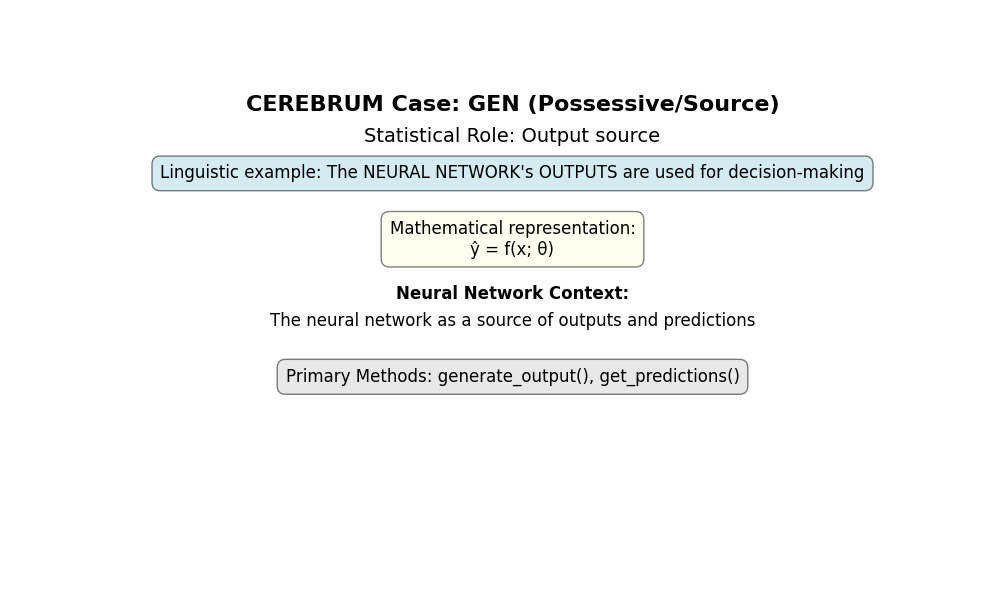 CEREBRUM Case: GEN (Possessive/Source)
Statistical Role: Output source
Linguistic example: The NEURAL NETWORK's OUTPUTS are used for decision-making
Mathematical representation:
ŷ = f(x; θ)
Neural Network Context:
The neural network as a source of outputs and predictions
Primary Methods: generate_output(), get_predictions()